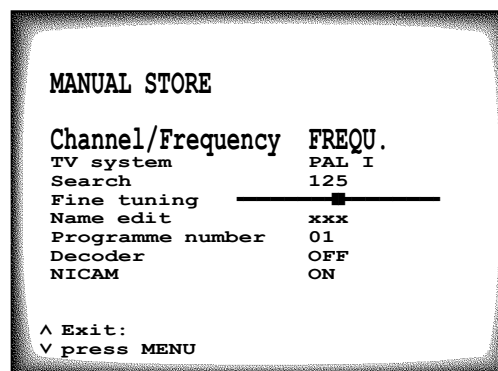 MANUAL STORE
Channel/Frequency FREQU.
TV system PAL I
Search 125
Fine tuning
Name edit xxx
Programme number 01
Decoder OFF
NICAM ON
∧ Exit:
∨ press MENU